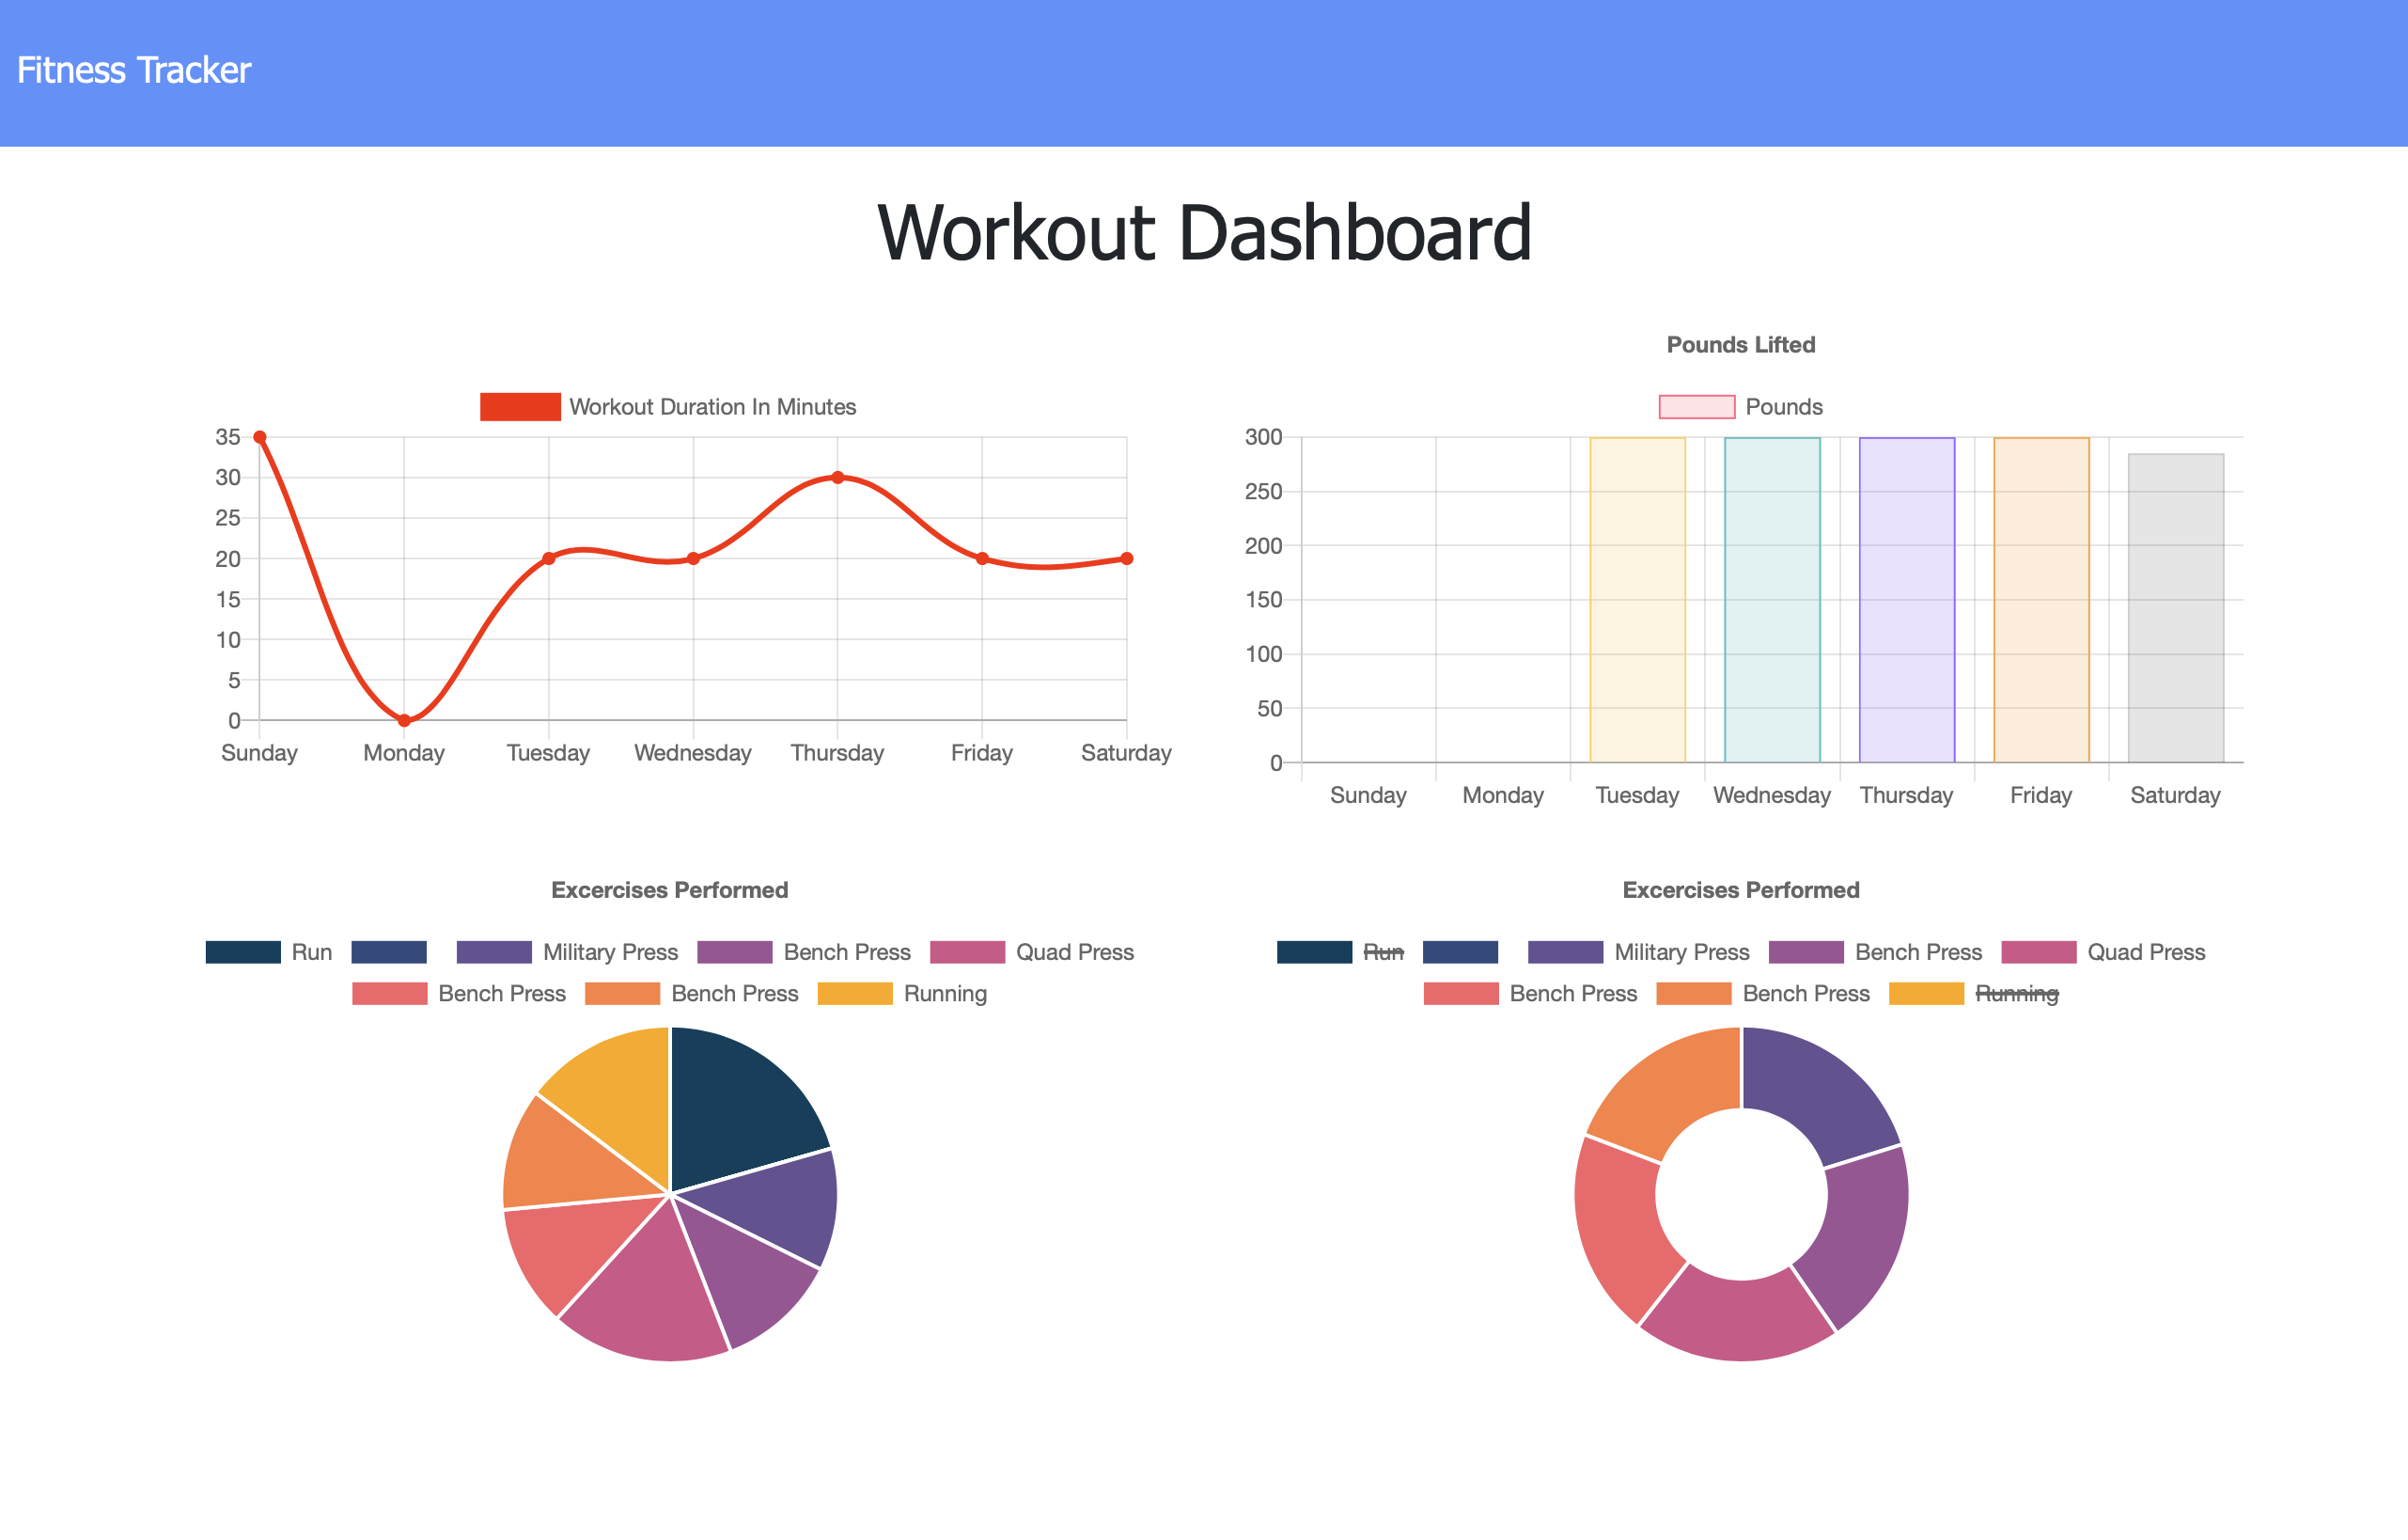 Fitness Tracker
Workout Dashboard
Workout Duration In Minutes
35
30
25
20
15
10
5
0
Sunday Monday Tuesday Wednesday Thursday Friday Saturday
Pounds Lifted
Pounds
300
250
200
150
100
50
0
Sunday Monday Tuesday Wednesday Thursday Friday Saturday
Excercises Performed
Run Military Press Bench Press Quad Press
Bench Press Bench Press Running
Excercises Performed
Run Military Press Bench Press Quad Press
Bench Press Bench Press Running